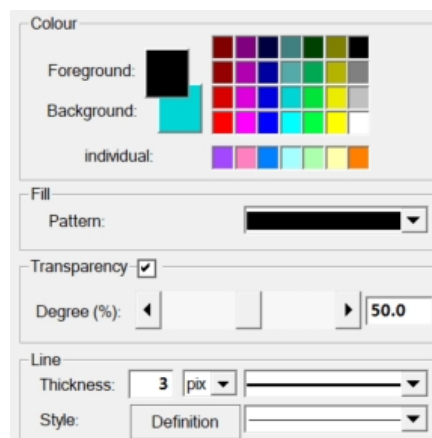 Colour
Foreground:
Background:
individual:
Fill
Pattern:
Transparency
Degree (%): 50.0
Line
Thickness: 3 pix
Style: Definition